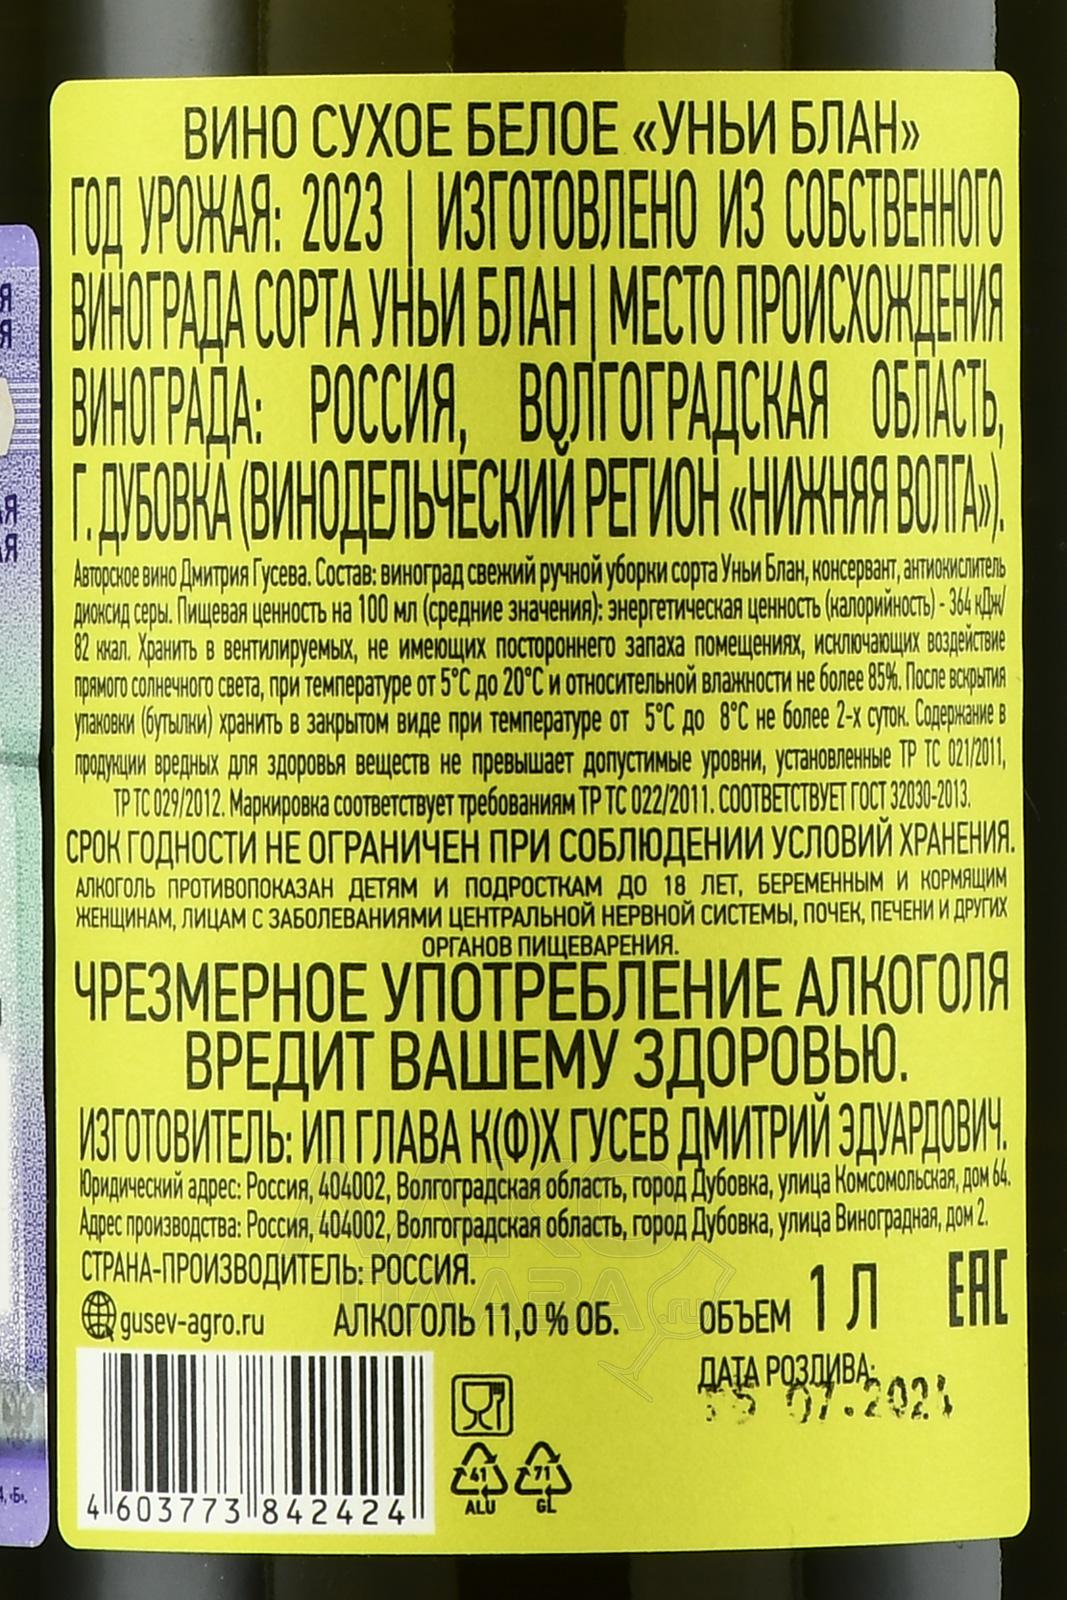 ВИНО СУХОЕ БЕЛОЕ «УНЬИ БЛАН»
ГОД УРОЖАЯ: 2023 | ИЗГОТОВЛЕНО ИЗ СОБСТВЕННОГО
ВИНОГРАДА СОРТА УНЬИ БЛАН | МЕСТО ПРОИСХОЖДЕНИЯ
ВИНОГРАДА: РОССИЯ, ВОЛГОГРАДСКАЯ ОБЛАСТЬ,
Г. ДУБОВКА (ВИНОДЕЛЬЧЕСКИЙ РЕГИОН «НИЖНЯЯ ВОЛГА»).
Авторское вино Дмитрия Гусева. Состав: виноград свежий ручной уборки сорта Уньи Блан, консервант, антиокислитель
диоксид серы. Пищевая ценность на 100 мл (средние значения): энергетическая ценность (калорийность) - 364 кДж/
82 ккал. Хранить в вентилируемых, не имеющих постороннего запаха помещениях, исключающих воздействие
прямого солнечного света, при температуре от 5°С до 20°С и относительной влажности не более 85%. После вскрытия
упаковки (бутылки) хранить в закрытом виде при температуре от 5°С до 8°С не более 2-х суток. Содержание в
продукции вредных для здоровья веществ не превышает допустимые уровни, установленные ТР ТС 021/2011,
ТР ТС 029/2012. Маркировка соответствует требованиям ТР ТС 022/2011. СООТВЕТСТВУЕТ ГОСТ 32030-2013.
СРОК ГОДНОСТИ НЕ ОГРАНИЧЕН ПРИ СОБЛЮДЕНИИ УСЛОВИЙ ХРАНЕНИЯ.
АЛКОГОЛЬ ПРОТИВОПОКАЗАН ДЕТЯМ И ПОДРОСТКАМ ДО 18 ЛЕТ, БЕРЕМЕННЫМ И КОРМЯЩИМ
ЖЕНЩИНАМ, ЛИЦАМ С ЗАБОЛЕВАНИЯМИ ЦЕНТРАЛЬНОЙ НЕРВНОЙ СИСТЕМЫ, ПОЧЕК, ПЕЧЕНИ И ДРУГИХ
ОРГАНОВ ПИЩЕВАРЕНИЯ.
ЧРЕЗМЕРНОЕ УПОТРЕБЛЕНИЕ АЛКОГОЛЯ
ВРЕДИТ ВАШЕМУ ЗДОРОВЬЮ.
ИЗГОТОВИТЕЛЬ: ИП ГЛАВА К(Ф)Х ГУСЕВ ДМИТРИЙ ЭДУАРДОВИЧ.
Юридический адрес: Россия, 404002, Волгоградская область, город Дубовка, улица Комсомольская, дом 64.
Адрес производства: Россия, 404002, Волгоградская область, город Дубовка, улица Виноградная, дом 2.
СТРАНА-ПРОИЗВОДИТЕЛЬ: РОССИЯ.
gusev-agro.ru АЛКОГОЛЬ 11,0 % ОБ. ОБЪЕМ 1 Л EAC
ДАТА РОЗЛИВА:
07.2024
41 71
ALU GL
4 603773 842424